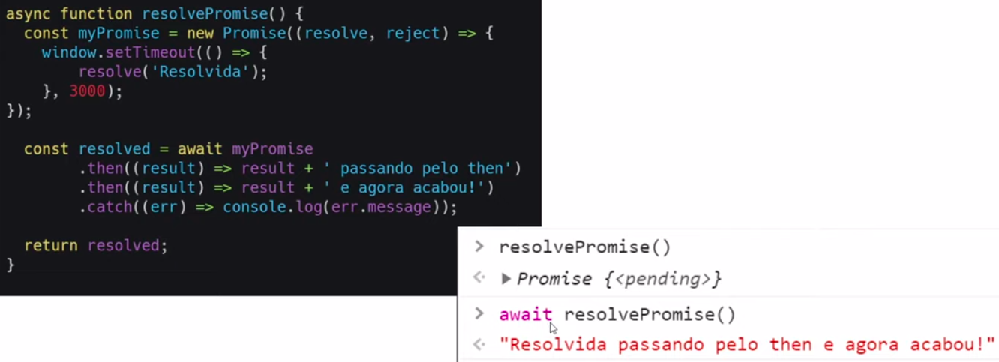 async function resolvePromise() {
  const myPromise = new Promise((resolve, reject) => {
    window.setTimeout(() => {
        resolve('Resolvida');
    }, 3000);
});

  const resolved = await myPromise
        .then((result) => result + ' passando pelo then')
        .then((result) => result + ' e agora acabou!')
        .catch((err) => console.log(err.message));

  return resolved;
}
> resolvePromise()
<· ▶ Promise {<pending>}
> await resolvePromise()
<· "Resolvida passando pelo then e agora acabou!"